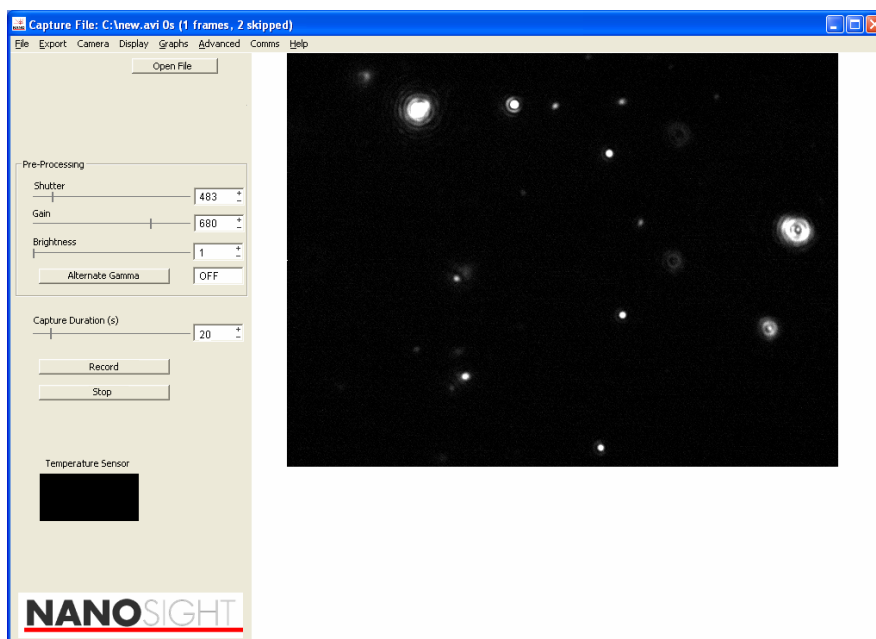 Capture File: C:\new.avi 0s (1 frames, 2 skipped)
File Export Camera Display Graphs Advanced Comms Help
Open File
Pre-Processing
Shutter
483
Gain
680
Brightness
1
Alternate Gamma OFF
Capture Duration (s)
20
Record
Stop
Temperature Sensor
NANOSIGHT